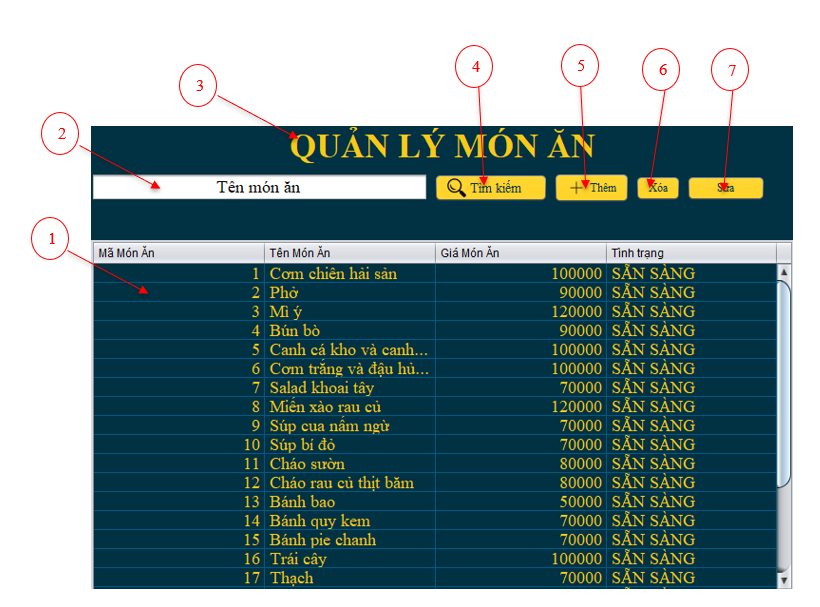 4 5 6 7
3
2
QUẢN LÝ MÓN ĂN
Tên món ăn Tìm kiếm Thêm Xóa Sửa
1
Mã Món Ăn Tên Món Ăn Giá Món Ăn Tình trạng
1 Cơm chiên hải sản 100000 SẴN SÀNG
2 Phở 90000 SẴN SÀNG
3 Mì ý 120000 SẴN SÀNG
4 Bún bò 90000 SẴN SÀNG
5 Canh cá kho và canh... 100000 SẴN SÀNG
6 Cơm trắng và đậu hủ... 100000 SẴN SÀNG
7 Salad khoai tây 70000 SẴN SÀNG
8 Miến xào rau củ 120000 SẴN SÀNG
9 Súp cua nấm ngừ 70000 SẴN SÀNG
10 Súp bí đỏ 70000 SẴN SÀNG
11 Cháo sườn 80000 SẴN SÀNG
12 Cháo rau củ thịt băm 80000 SẴN SÀNG
13 Bánh bao 50000 SẴN SÀNG
14 Bánh quy kem 70000 SẴN SÀNG
15 Bánh pie chanh 70000 SẴN SÀNG
16 Trái cây 100000 SẴN SÀNG
17 Thạch 70000 SẴN SÀNG